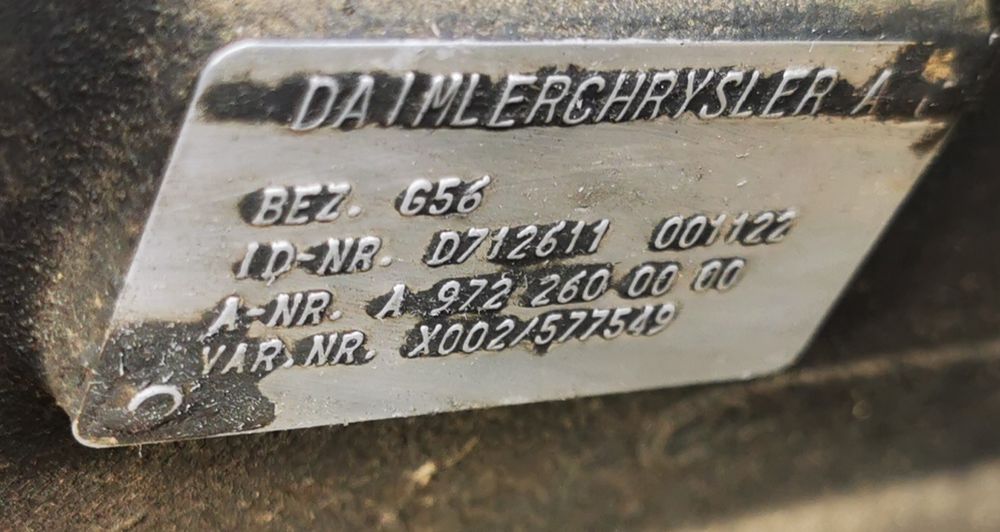 DAIMLERCHRYSLER A
BEZ. G56
ID-NR. D712611 001122
A-NR. A 972 260 00 00
VAR.NR. X002/577549